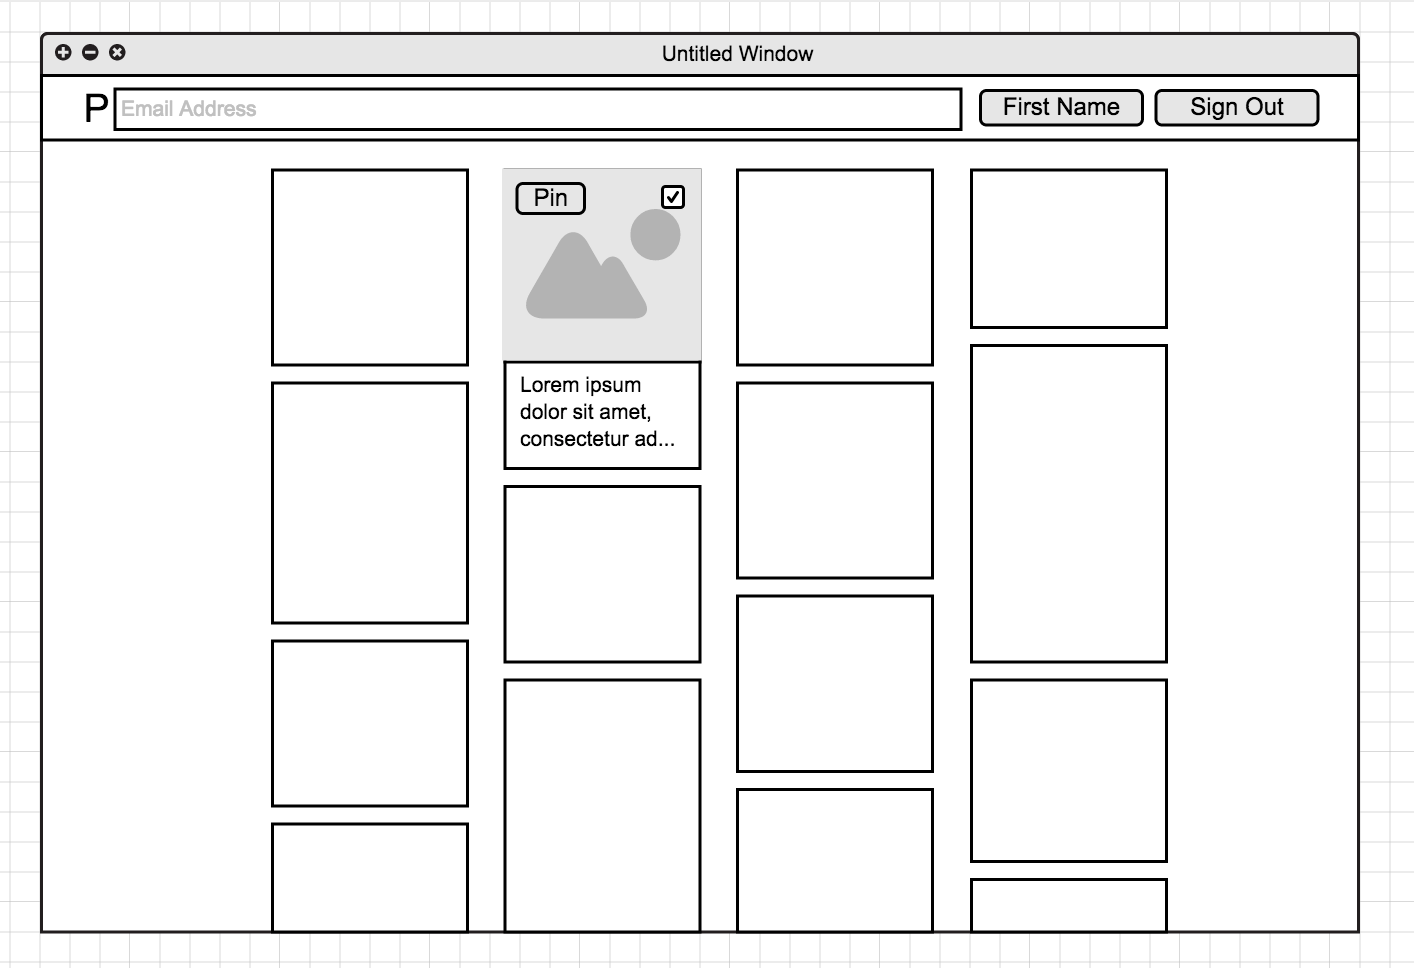 Untitled Window
P
Email Address
First Name
Sign Out
Pin
Lorem ipsum
dolor sit amet,
consectetur ad...